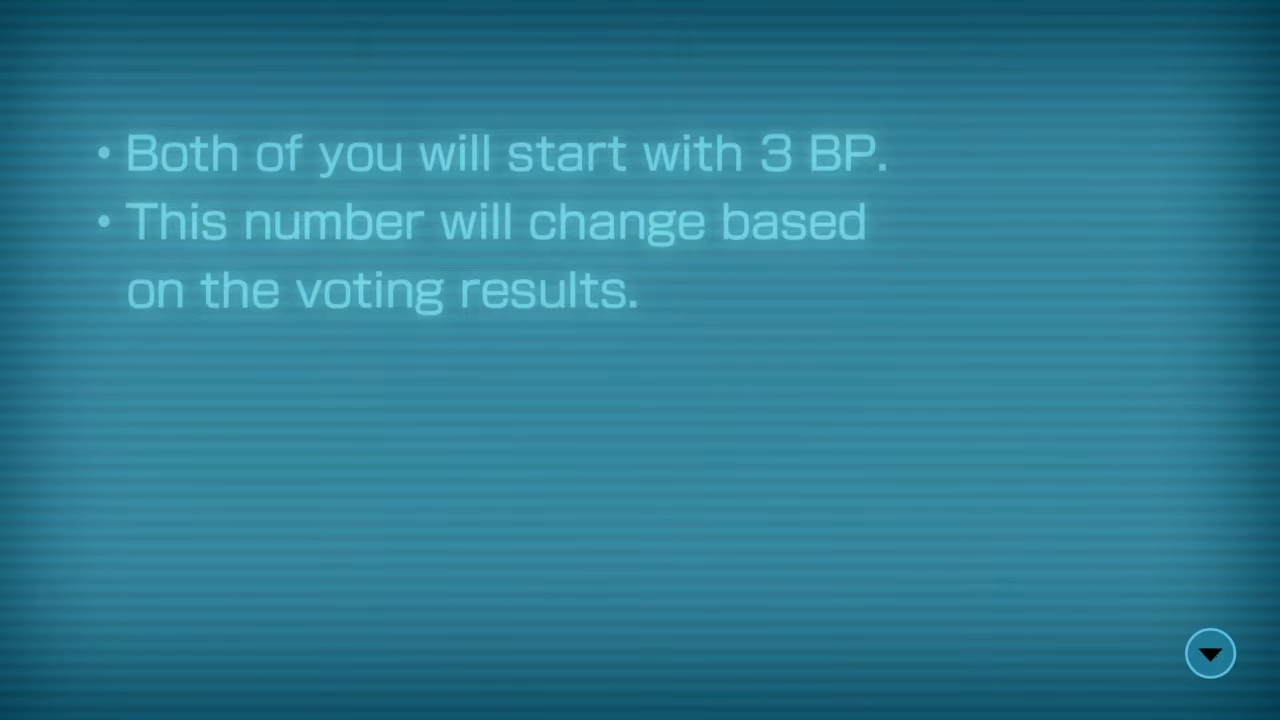 • Both of you will start with 3 BP.
• This number will change based
on the voting results.